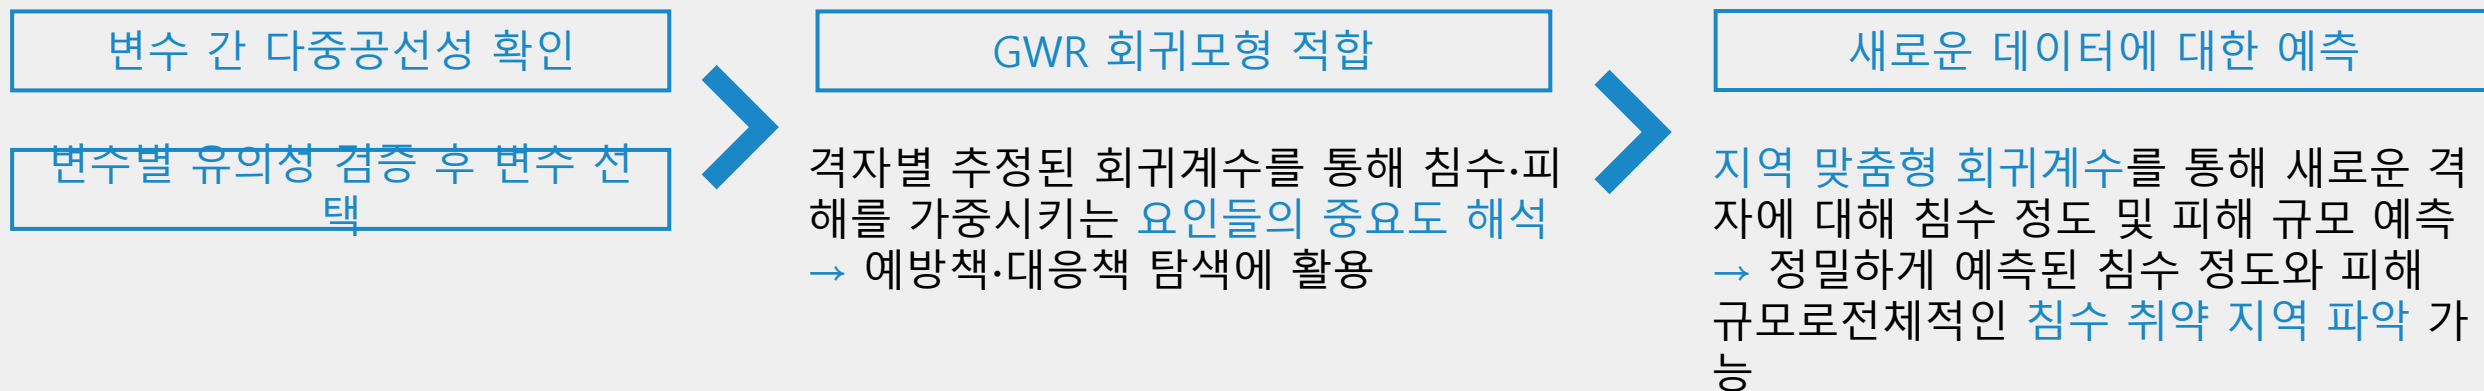 변수 간 다중공선성 확인
변수별 유의성 검증 후 변수 선
택
GWR 회귀모형 적합
격자별 추정된 회귀계수를 통해 침수·피
해를 가중시키는 요인들의 중요도 해석
→ 예방책·대응책 탐색에 활용
새로운 데이터에 대한 예측
지역 맞춤형 회귀계수를 통해 새로운 격
자에 대해 침수 정도 및 피해 규모 예측
→ 정밀하게 예측된 침수 정도와 피해
규모로전체적인 침수 취약 지역 파악 가
능